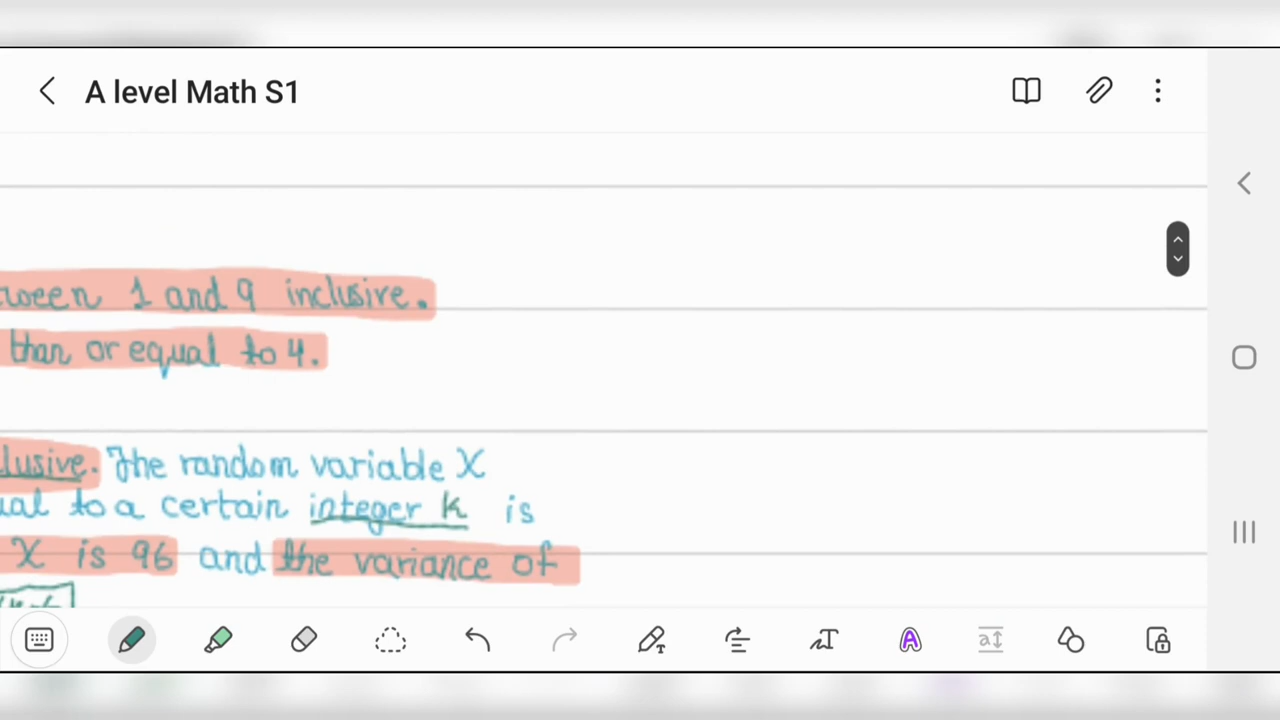 A level Math S1
tween 1 and 9 inclusive.
than or equal to 4.
lusive. The random variable X
ual to a certain integer k is
X is 96 and the variance of